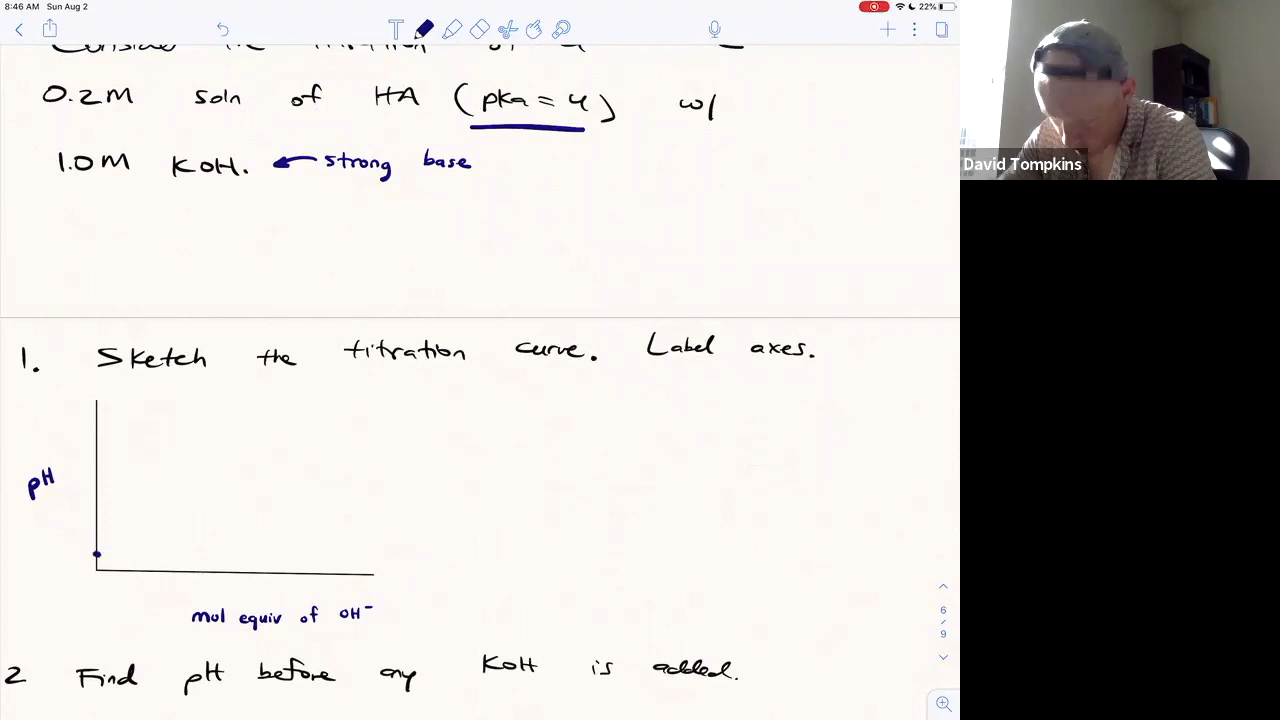 8:46 AM Sun Aug 2
22%
0.2M soln of HA (pKa = 4) w/
1.0M KOH. ← strong base
David Tompkins
1. Sketch the titration curve. Label axes.
pH
mol equiv of OH⁻
6
/
9
2 Find pH before any KOH is added.